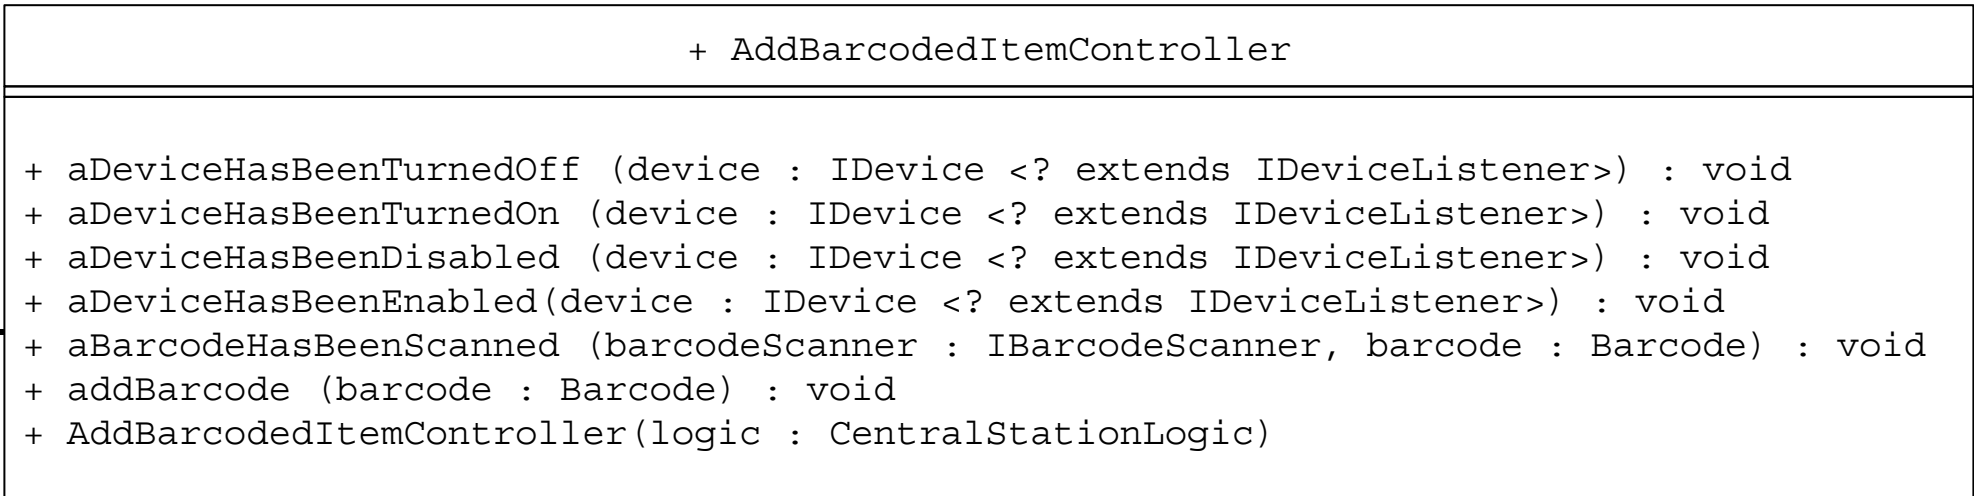 + AddBarcodedItemController
+ aDeviceHasBeenTurnedOff (device : IDevice <? extends IDeviceListener>) : void
+ aDeviceHasBeenTurnedOn (device : IDevice <? extends IDeviceListener>) : void
+ aDeviceHasBeenDisabled (device : IDevice <? extends IDeviceListener>) : void
+ aDeviceHasBeenEnabled(device : IDevice <? extends IDeviceListener>) : void
+ aBarcodeHasBeenScanned (barcodeScanner : IBarcodeScanner, barcode : Barcode) : void
+ addBarcode (barcode : Barcode) : void
+ AddBarcodedItemController(logic : CentralStationLogic)